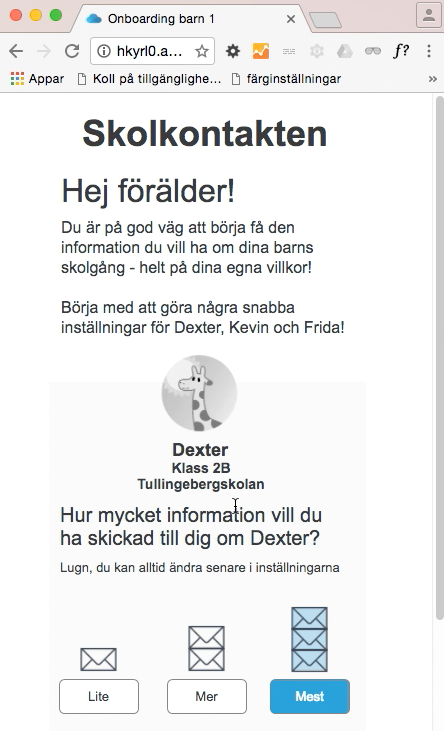 Onboarding barn 1
hkyrl0.a...
f?
Appar
Koll på tillgänglighe...
färginställningar
»
Skolkontakten
Hej förälder!
Du är på god väg att börja få den
information du vill ha om dina barns
skolgång - helt på dina egna villkor!
Börja med att göra några snabba
inställningar för Dexter, Kevin och Frida!
Dexter
Klass 2B
Tullingebergskolan
Hur mycket information vill du
ha skickad till dig om Dexter?
Lugn, du kan alltid ändra senare i inställningarna
Lite
Mer
Mest